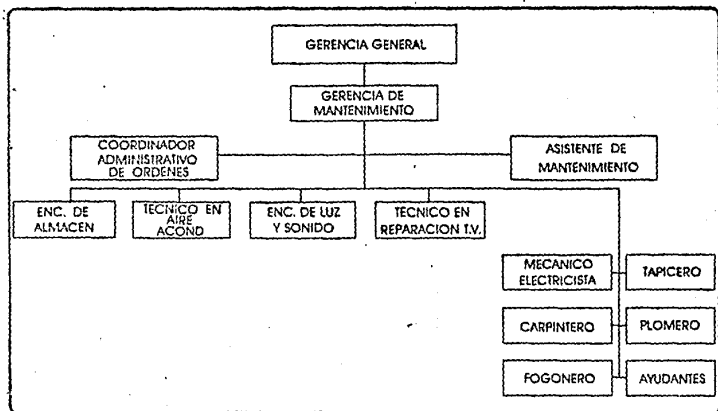 GERENCIA GENERAL
GERENCIA DE
MANTENIMIENTO
COORDINADOR
ADMINISTRATIVO
DE ORDENES
ASISTENTE DE
MANTENIMIENTO
ENC. DE
ALMACEN
TECNICO EN
AIRE
ACOND
ENC. DE LUZ
Y SONIDO
TECNICO EN
REPARACION T.V.
MECANICO
ELECTRICISTA
TAPICERO
CARPINTERO
PLOMERO
FOGONERO
AYUDANTES